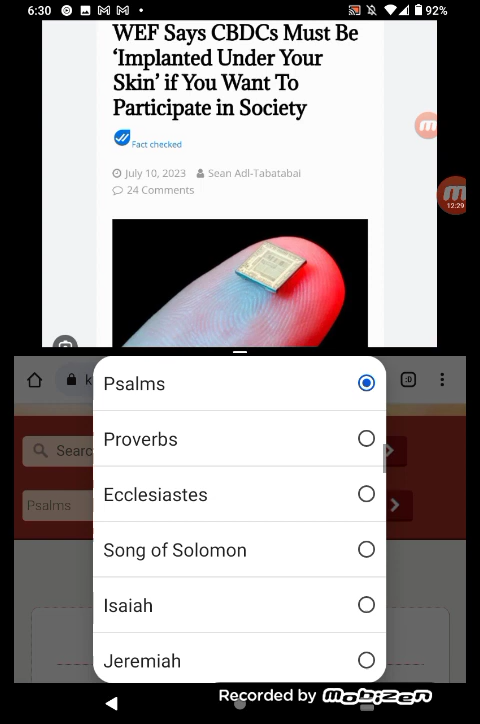 6:30
92%
WEF Says CBDCs Must Be
‘Implanted Under Your
Skin’ if You Want To
Participate in Society
Fact checked
July 10, 2023 Sean Adl-Tabatabai
24 Comments
12:29
:D
Psalms
Searc
Proverbs
Psalms
Ecclesiastes
Song of Solomon
Isaiah
Jeremiah
Recorded by Mobizen